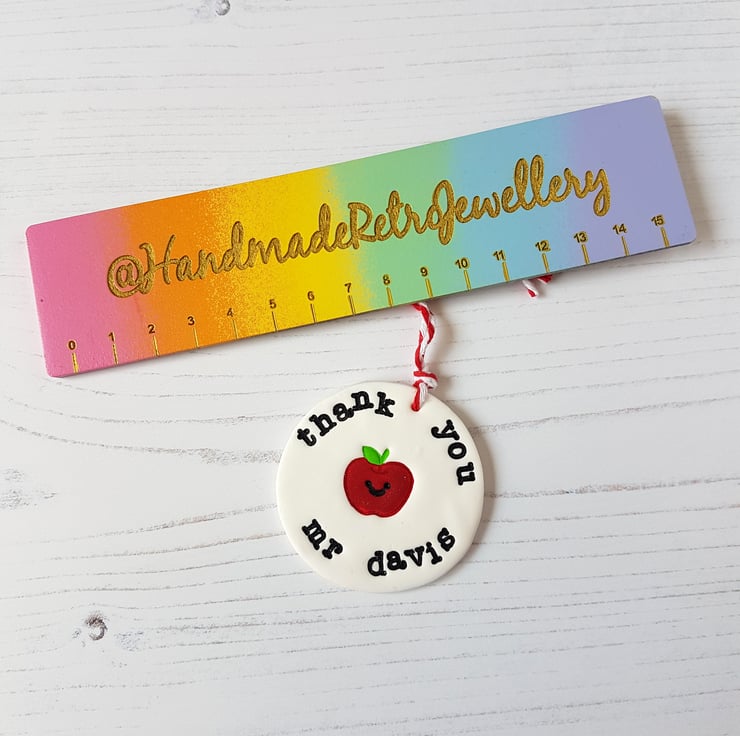 @HandmadeRetroJewellery
0 1 2 3 4 5 6 7 8 9 10 11 12 13 14 15
thank you
mr davis